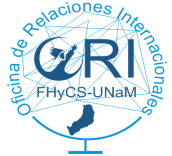 Oficina de Relaciones Internacionales
ORI
FHyCS-UNaM